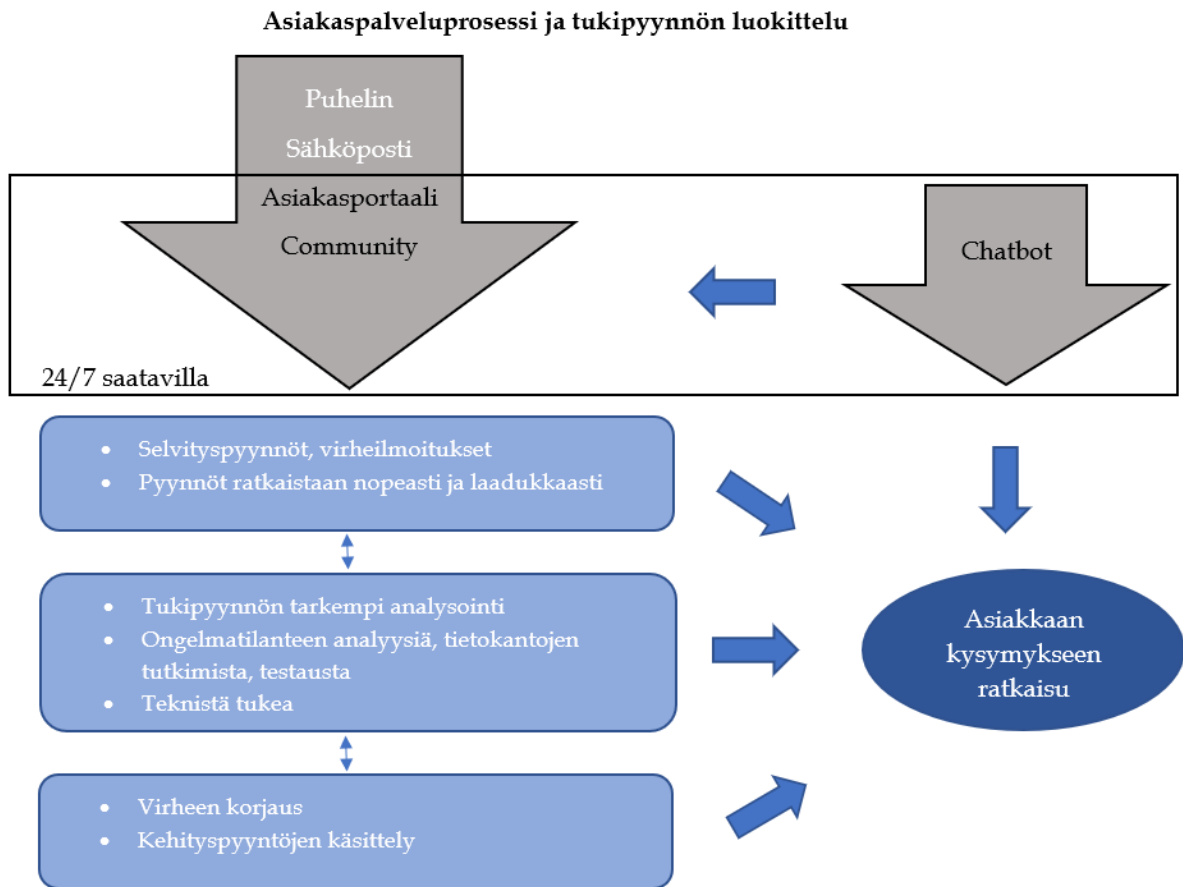 Asiakaspalveluprosessi ja tukipyynnön luokittelu
Puhelin
Sähköposti
Asiakasportaali
Community
Chatbot
24/7 saatavilla
• Selvityspyynnöt, virheilmoitukset
• Pyynnöt ratkaistaan nopeasti ja laadukkaasti
• Tukipyynnön tarkempi analysointi
• Ongelmatilanteen analyysiä, tietokantojen
tutkimista, testausta
• Teknistä tukea
Asiakkaan
kysymykseen
ratkaisu
• Virheen korjaus
• Kehityspyyntöjen käsittely